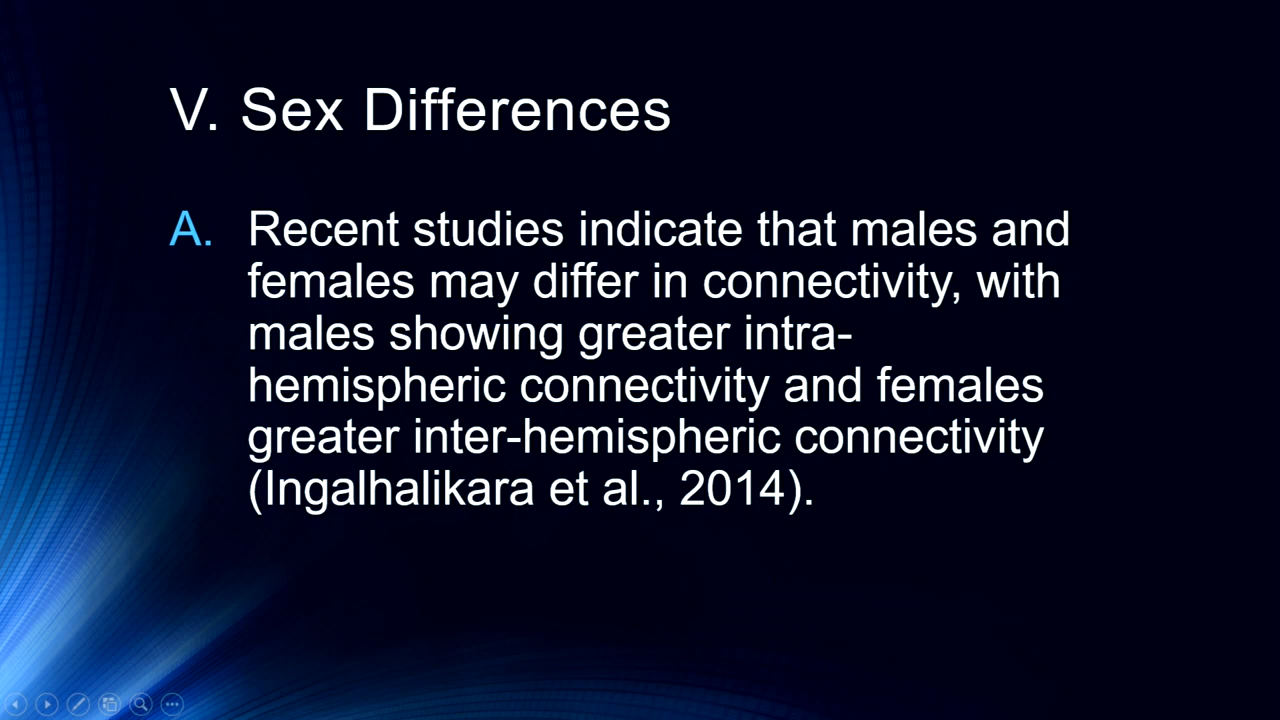 V. Sex Differences
A. Recent studies indicate that males and
females may differ in connectivity, with
males showing greater intra-
hemispheric connectivity and females
greater inter-hemispheric connectivity
(Ingalhalikara et al., 2014).